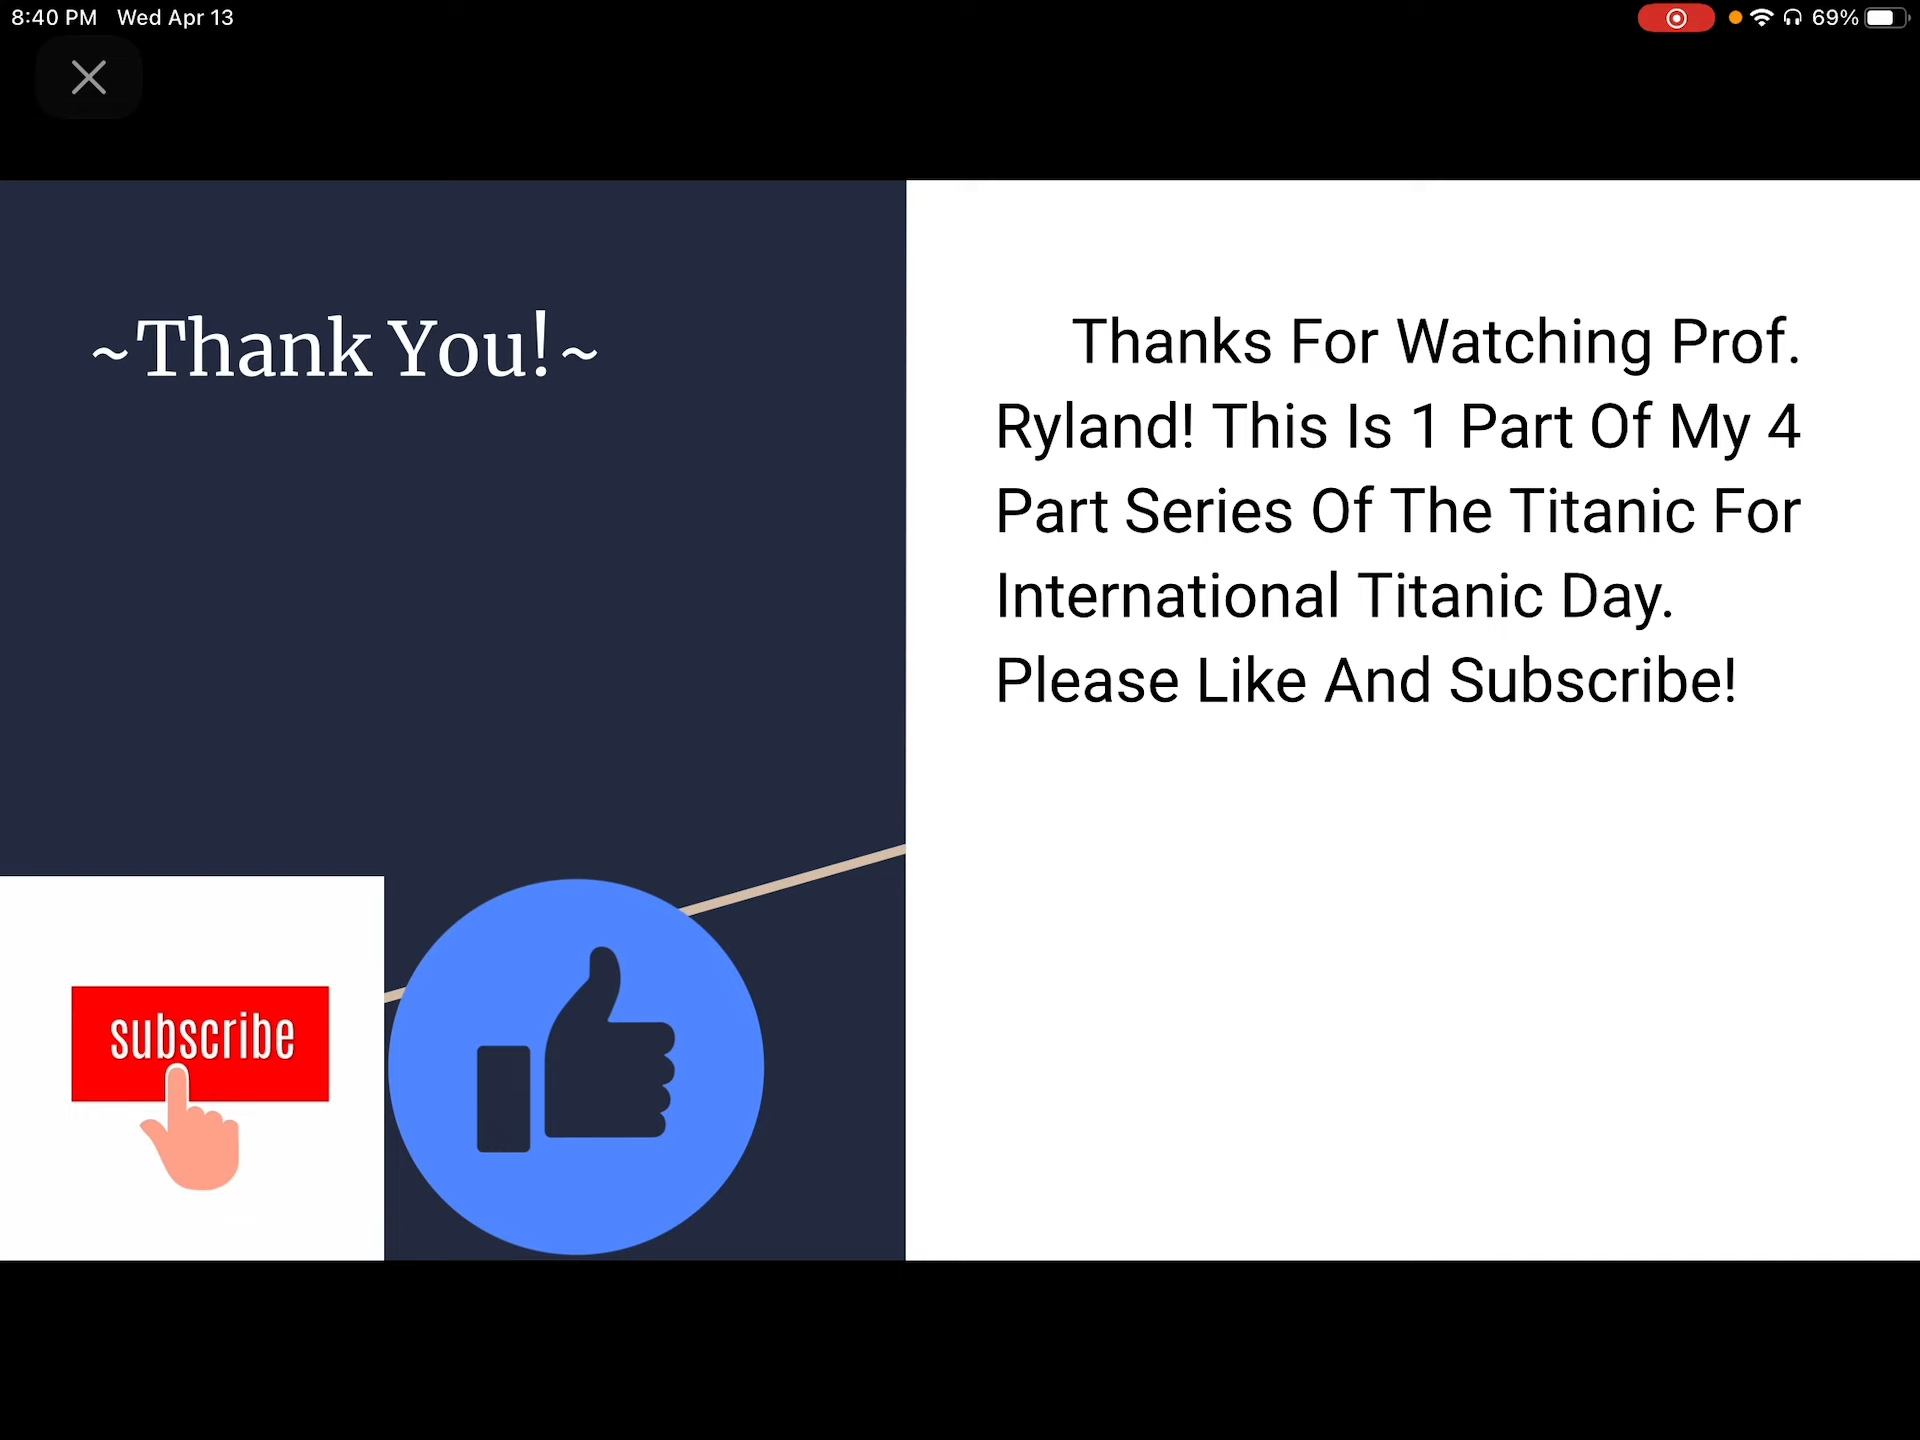 8:40 PM Wed Apr 13
69%
~Thank You!~
Thanks For Watching Prof.
Ryland! This Is 1 Part Of My 4
Part Series Of The Titanic For
International Titanic Day.
Please Like And Subscribe!
subscribe